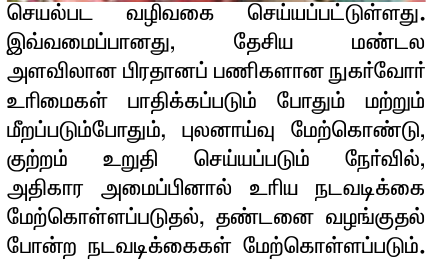 செயல்பட வழிவகை செய்யப்பட்டுள்ளது.
இவ்வமைப்பானது, தேசிய மண்டல
அளவிலான பிரதானப் பணிகளான நுகர்வோர்
உரிமைகள் பாதிக்கப்படும் போதும் மற்றும்
மீறப்படும்போதும், புலனாய்வு மேற்கொண்டு,
குற்றம் உறுதி செய்யப்படும் நேர்வில்,
அதிகார அமைப்பினால் உரிய நடவடிக்கை
மேற்கொள்ளப்படுதல், தண்டனை வழங்குதல்
போன்ற நடவடிக்கைகள் மேற்கொள்ளப்படும்.